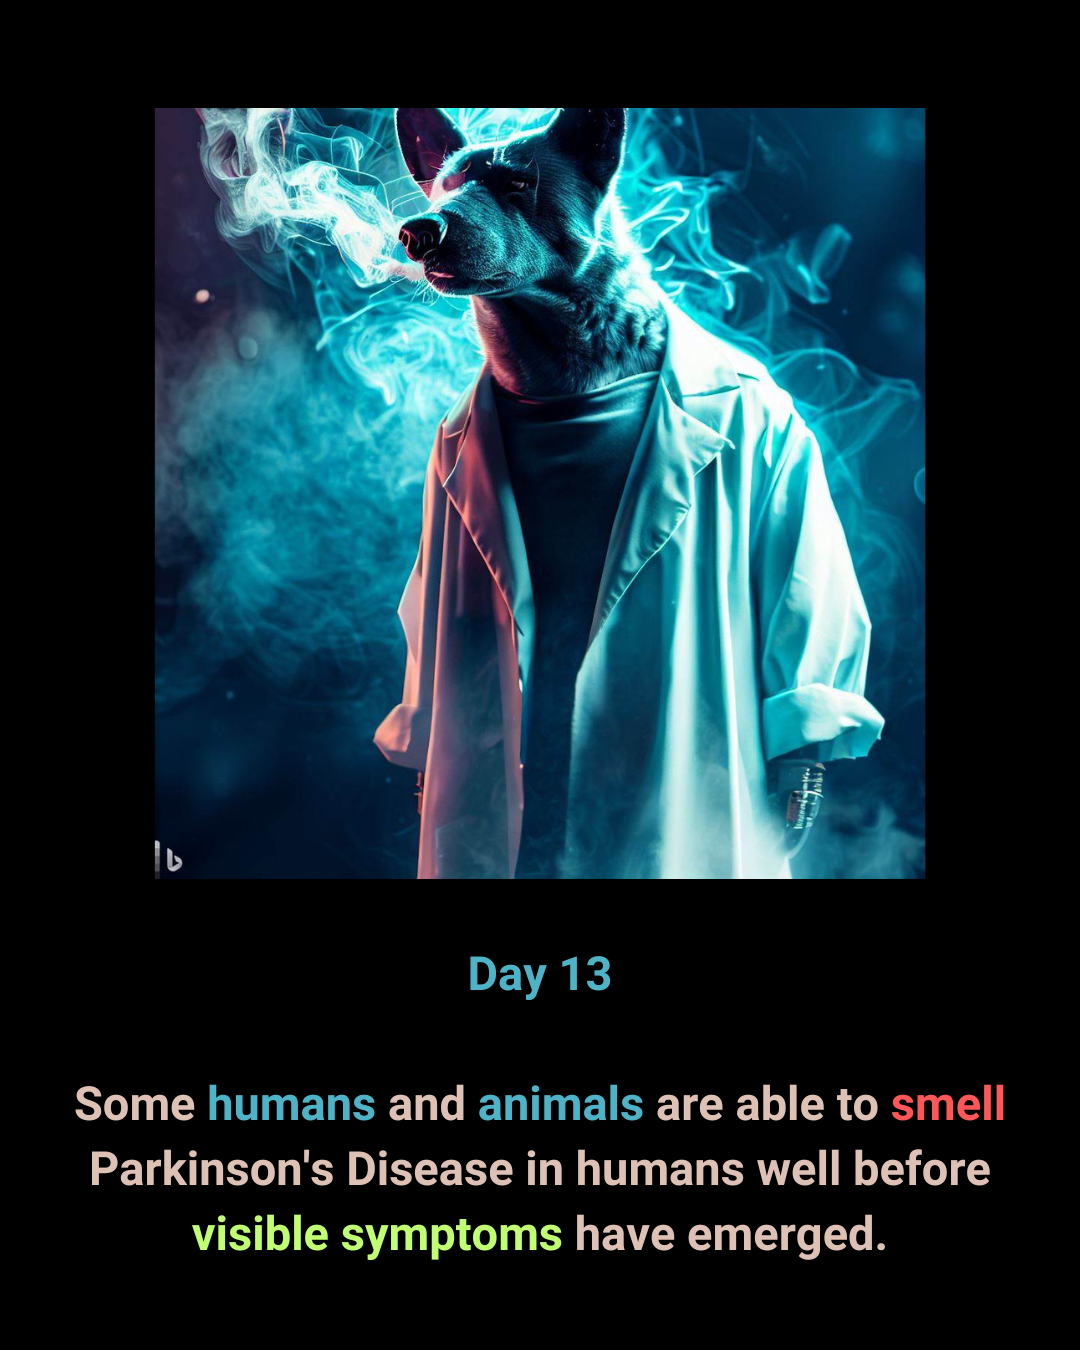 Day 13
Some humans and animals are able to smell
Parkinson's Disease in humans well before
visible symptoms have emerged.